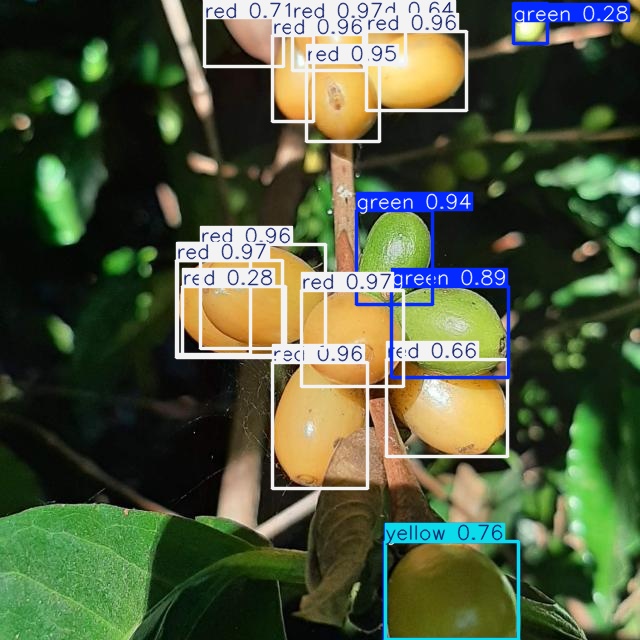 red 0.71
red 0.97
d 0.64
green 0.28
red 0.96
red 0.96
red 0.95
green 0.94
red 0.96
red 0.97
red 0.28
red 0.97
green 0.89
red 0.96
red 0.66
yellow 0.76